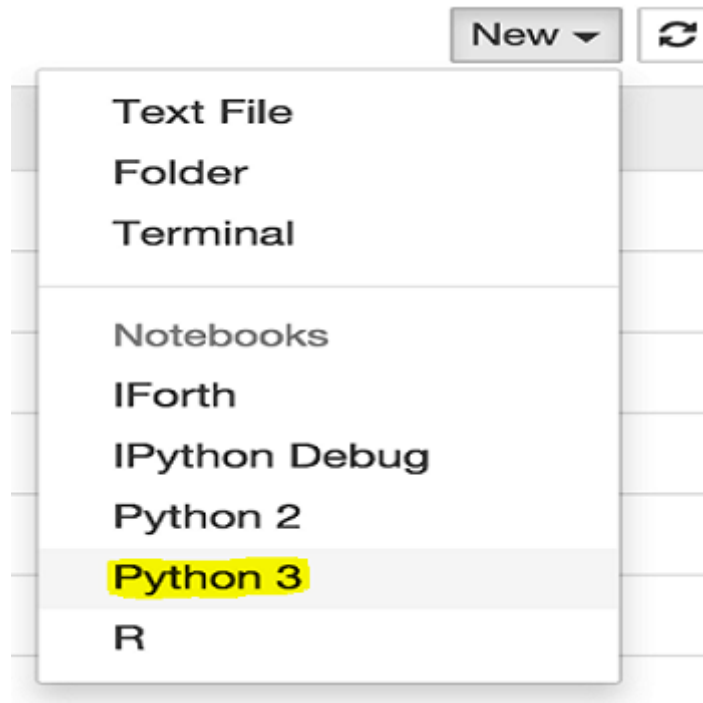 New
Text File
Folder
Terminal
Notebooks
IForth
IPython Debug
Python 2
Python 3
R